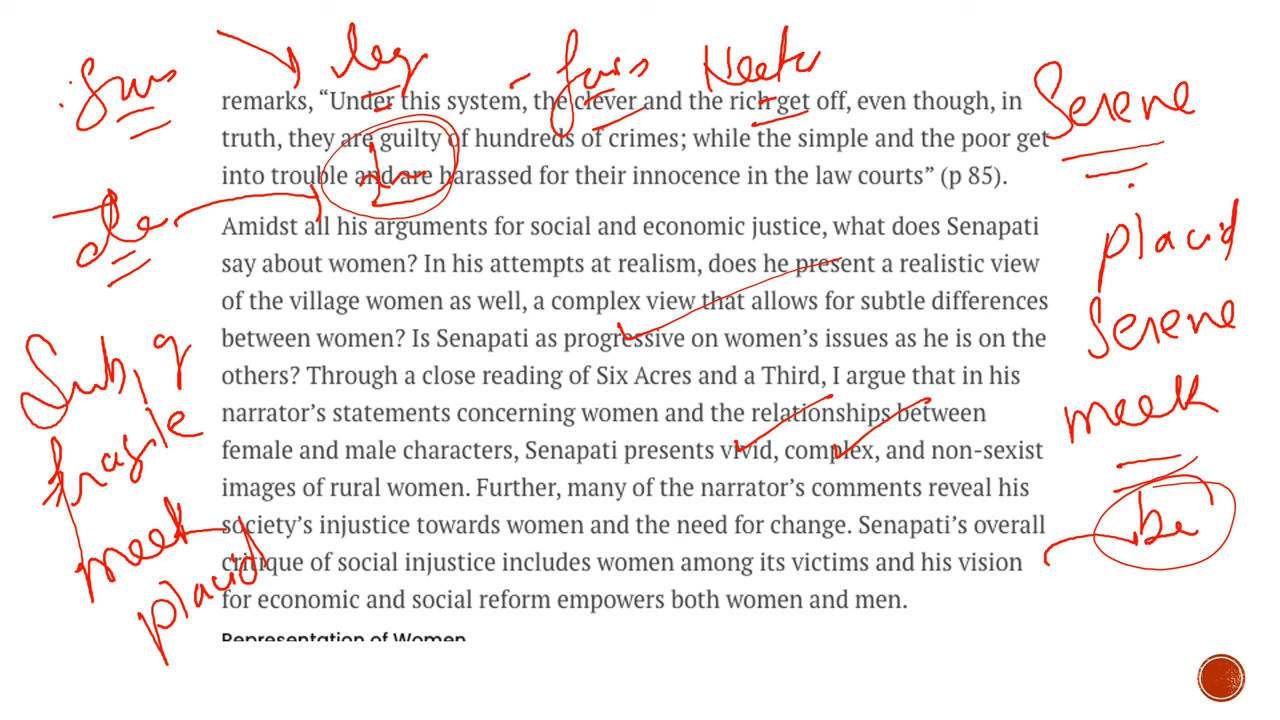 remarks, “Under this system, the clever and the rich get off, even though, in
truth, they are guilty of hundreds of crimes; while the simple and the poor get
into trouble and are harassed for their innocence in the law courts” (p 85).
Amidst all his arguments for social and economic justice, what does Senapati
say about women? In his attempts at realism, does he present a realistic view
of the village women as well, a complex view that allows for subtle differences
between women? Is Senapati as progressive on women’s issues as he is on the
others? Through a close reading of Six Acres and a Third, I argue that in his
narrator’s statements concerning women and the relationships between
female and male characters, Senapati presents vivid, complex, and non-sexist
images of rural women. Further, many of the narrator’s comments reveal his
society’s injustice towards women and the need for change. Senapati’s overall
critique of social injustice includes women among its victims and his vision
for economic and social reform empowers both women and men.
Representation of Women
Serene
placid
Serene
meek
fragile
meek
placid